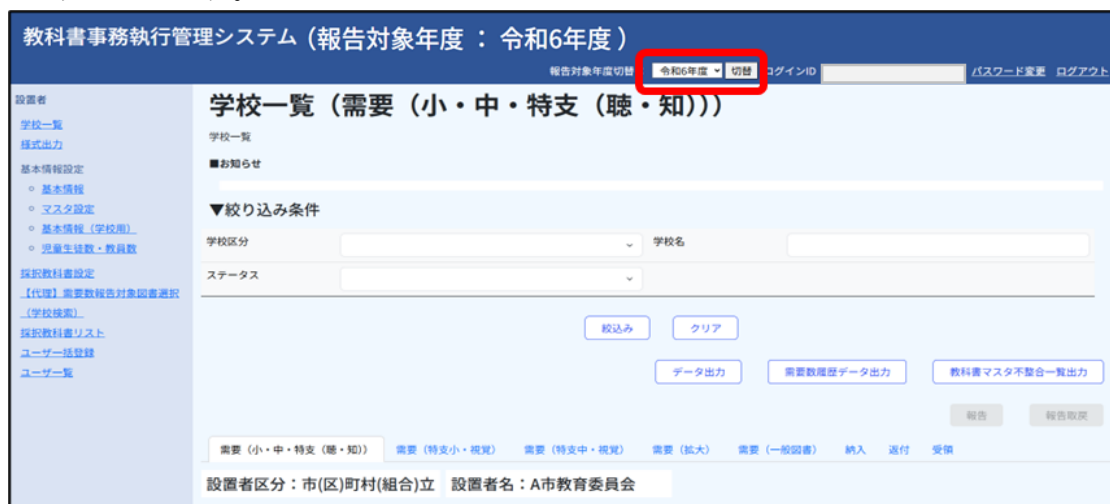 教科書事務執行管理システム (報告対象年度 : 令和6年度 )
報告対象年度切替 令和6年度 切替 ログインID パスワード変更 ログアウト
設置者
学校一覧
様式出力
基本情報設定
基本情報
マスタ設定
基本情報(学校用)
児童生徒数・教員数
採択教科書設定
【代理】需要数報告対象図書選択
(学校検索)
採択教科書リスト
ユーザ一括登録
ユーザ一覧
学校一覧(需要(小・中・特支(聴・知)))
学校一覧
■お知らせ
▼絞り込み条件
学校区分 学校名
ステータス
絞込み クリア
データ出力 需要数履歴データ出力 教科書マスタ不整合一覧出力
報告 報告取戻
需要(小・中・特支(聴・知)) 需要(特支小・視覚) 需要(特支中・視覚) 需要(拡大) 需要(一般図書) 納入 返付 受領
設置者区分:市(区)町村(組合)立 設置者名:A市教育委員会